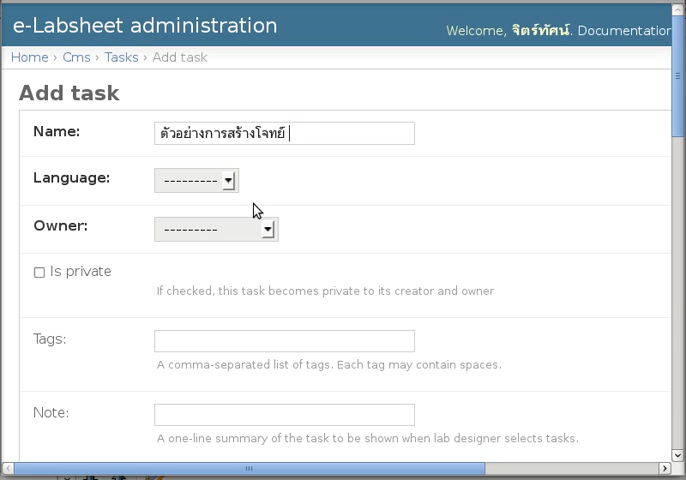 e-Labsheet administration
Welcome, จิตร์ทัศน์. Documentation
Home › Cms › Tasks › Add task
Add task
Name: ตัวอย่างการสร้างโจทย์
Language: ---------
Owner: ---------
Is private
If checked, this task becomes private to its creator and owner
Tags:
A comma-separated list of tags. Each tag may contain spaces.
Note:
A one-line summary of the task to be shown when lab designer selects tasks.